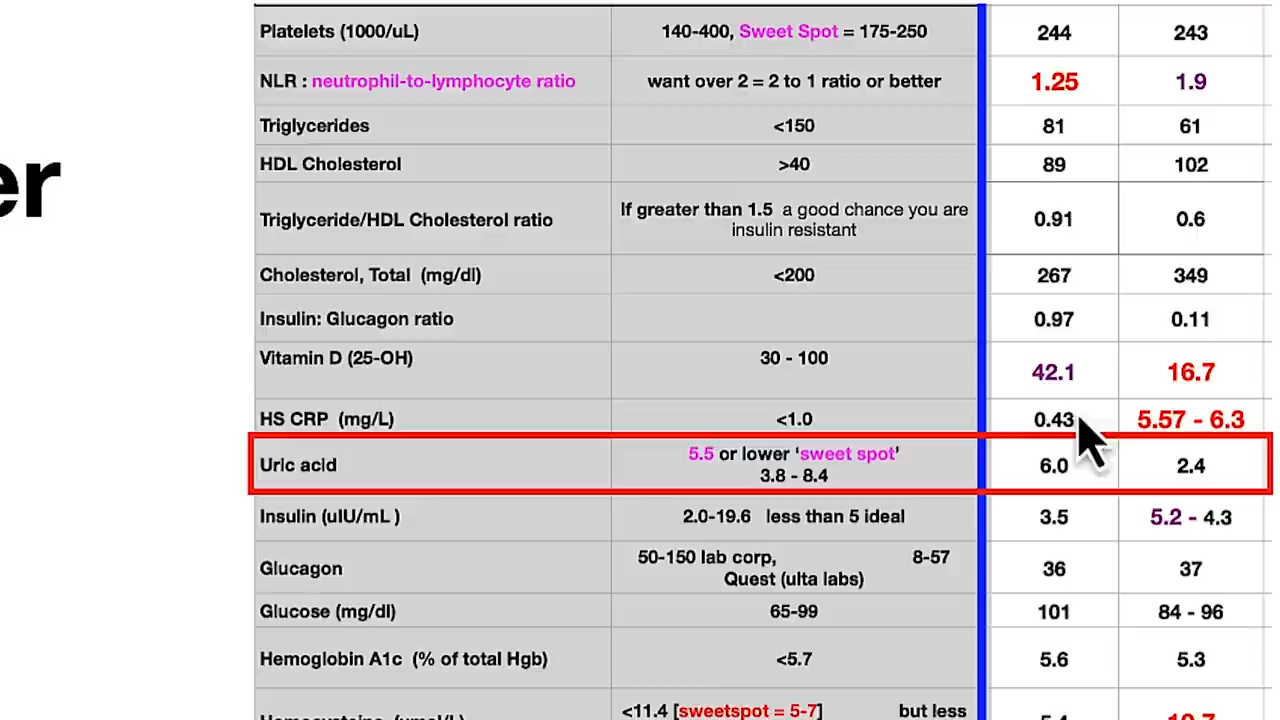 er
Platelets (1000/uL) 140-400, Sweet Spot = 175-250 244 243
NLR : neutrophil-to-lymphocyte ratio want over 2 = 2 to 1 ratio or better 1.25 1.9
Triglycerides <150 81 61
HDL Cholesterol >40 89 102
Triglyceride/HDL Cholesterol ratio If greater than 1.5 a good chance you are insulin resistant 0.91 0.6
Cholesterol, Total (mg/dl) <200 267 349
Insulin: Glucagon ratio 0.97 0.11
Vitamin D (25-OH) 30 - 100 42.1 16.7
HS CRP (mg/L) <1.0 0.43 5.57 - 6.3
Uric acid 5.5 or lower ‘sweet spot’ 3.8 - 8.4 6.0 2.4
Insulin (uIU/mL ) 2.0-19.6 less than 5 ideal 3.5 5.2 - 4.3
Glucagon 50-150 lab corp, 8-57 Quest (ulta labs) 36 37
Glucose (mg/dl) 65-99 101 84 - 96
Hemoglobin A1c (% of total Hgb) <5.7 5.6 5.3
<11.4 [sweetspot = 5-7] but less